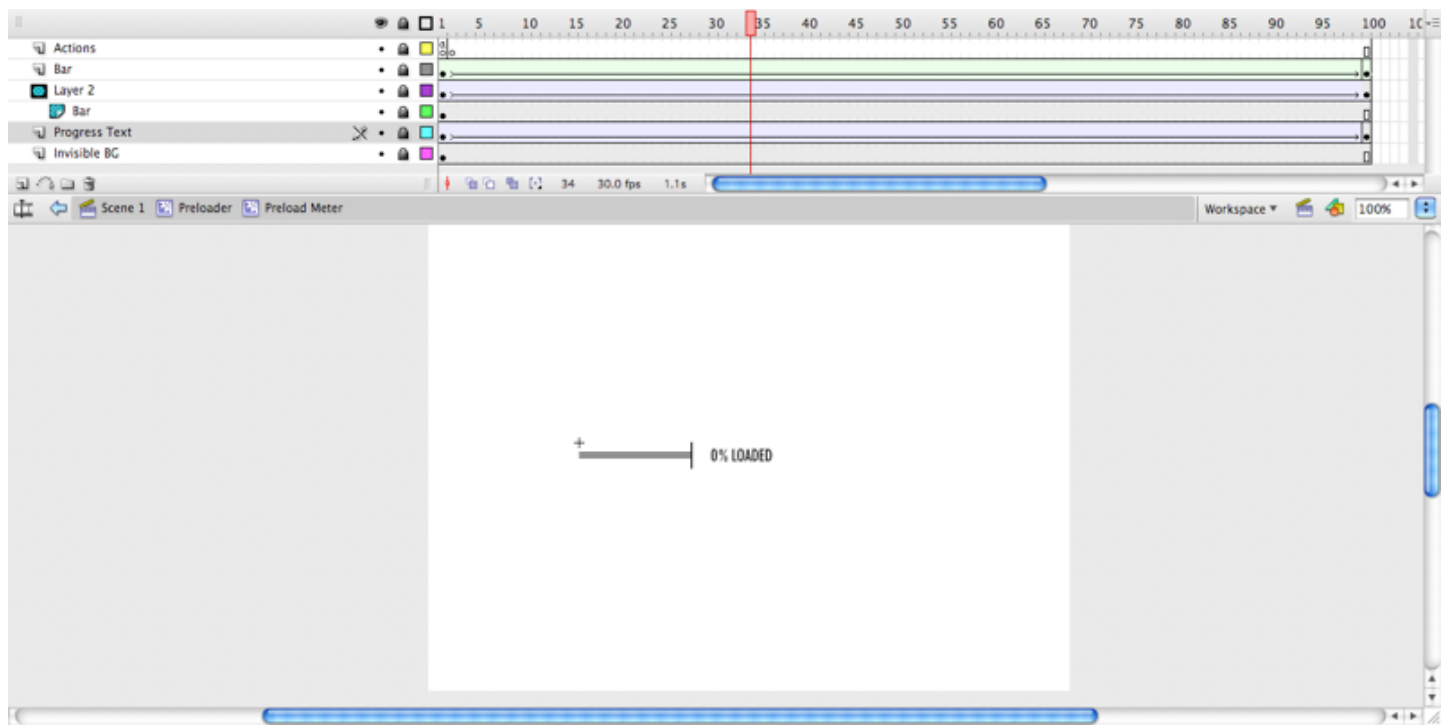 1 5 10 15 20 25 30 35 40 45 50 55 60 65 70 75 80 85 90 95 100 10
Actions
Bar
Layer 2
Bar
Progress Text
Invisible BG
34 30.0 fps 1.1s
Scene 1 Preloader Preload Meter Workspace 100%
0% LOADED